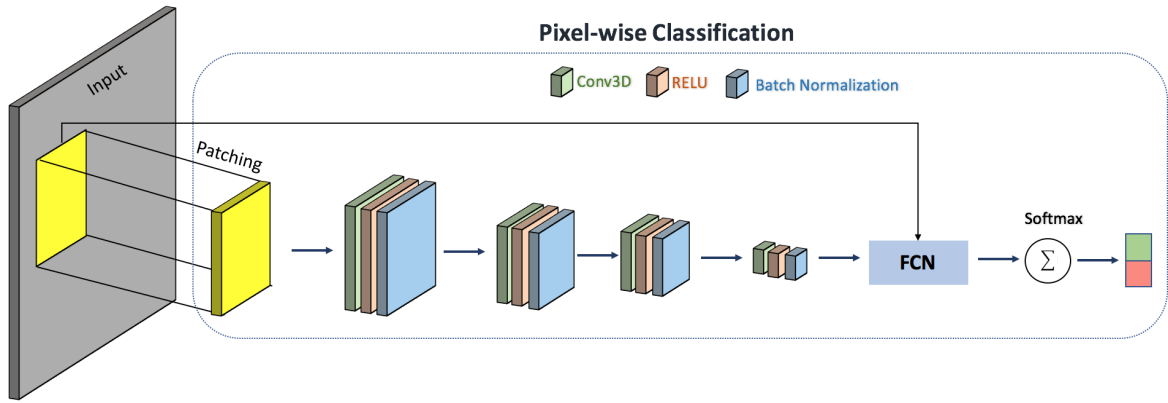 Pixel-wise Classification
Input
Conv3D
RELU
Batch Normalization
Patching
Softmax
FCN
Σ